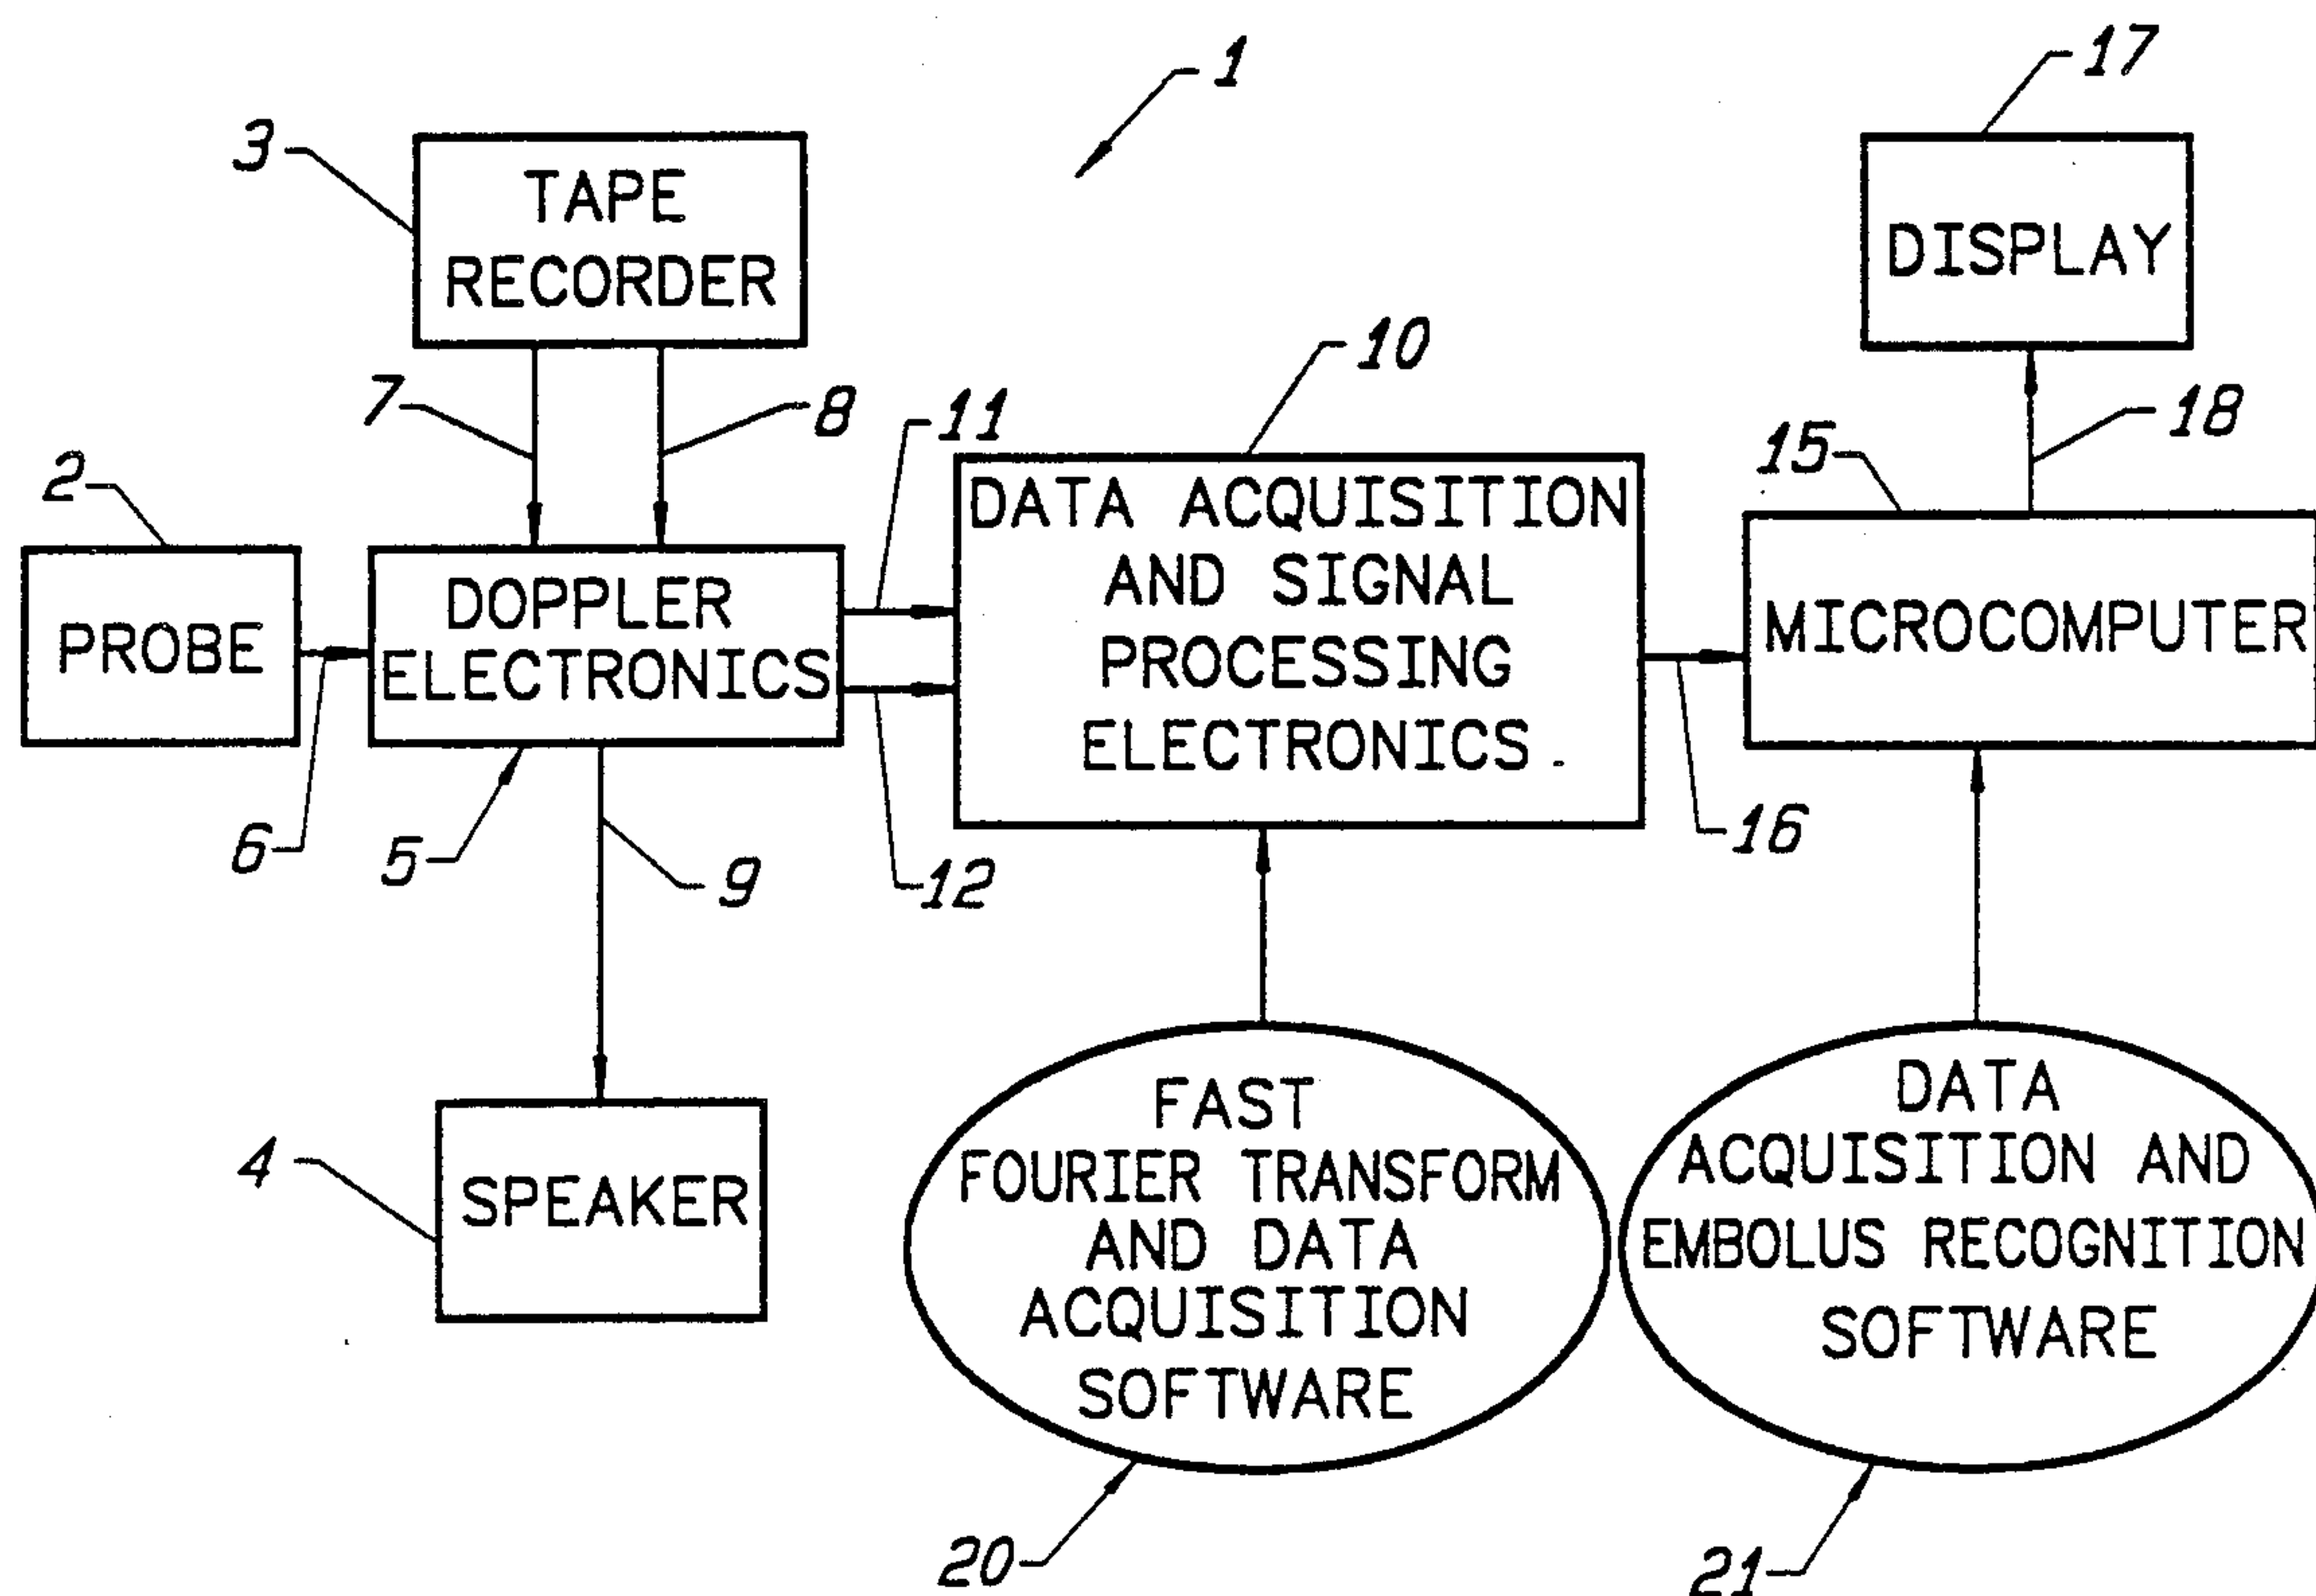 1
17
3
TAPE
RECORDER
DISPLAY
10
7
8
11
18
15
2
DATA ACQUISITION
AND SIGNAL
PROCESSING
ELECTRONICS
PROBE
DOPPLER
ELECTRONICS
MICROCOMPUTER
6
5
9
12
16
4
SPEAKER
FAST
FOURIER TRANSFORM
AND DATA
ACQUISITION
SOFTWARE
DATA
ACQUISITION AND
EMBOLUS RECOGNITION
SOFTWARE
20
21